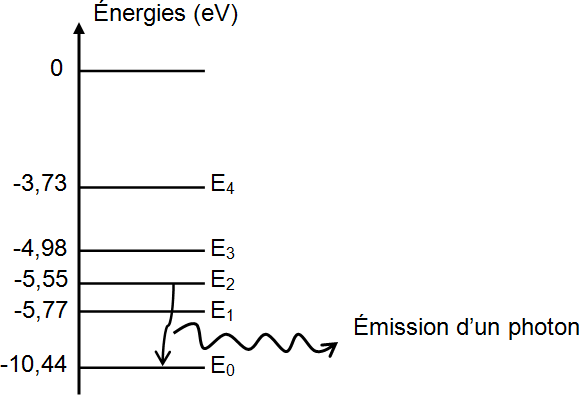 Énergies (eV)
0
-3,73 E₄
-4,98 E₃
-5,55 E₂
-5,77 E₁
Émission d'un photon
-10,44 E₀